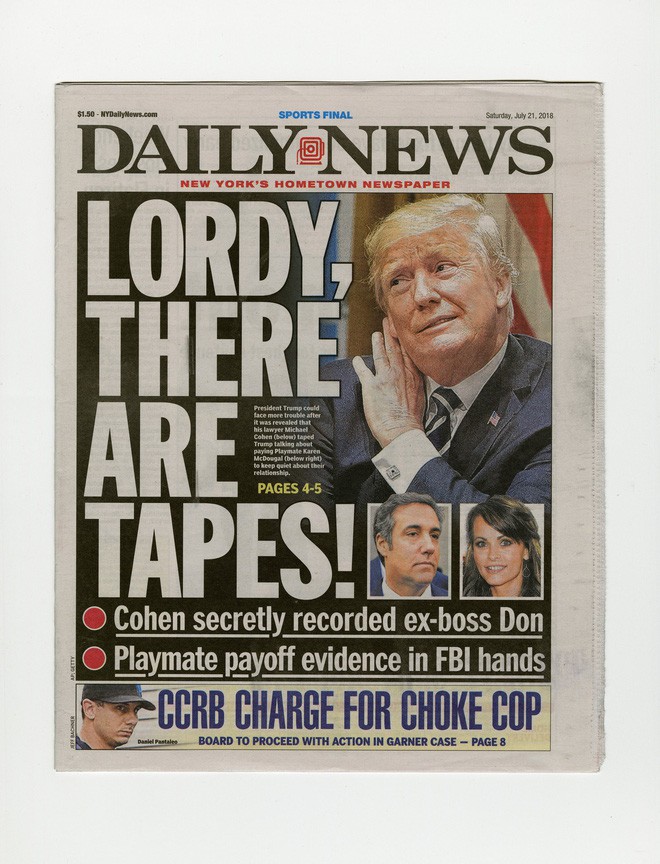 $1.50 - NYDailyNews.com
SPORTS FINAL
Saturday, July 21, 2018
DAILY NEWS
NEW YORK'S HOMETOWN NEWSPAPER
LORDY,
THERE
ARE
TAPES!
President Trump could
face more trouble after
it was revealed that
his lawyer Michael
Cohen (below) taped
Trump talking about
paying Playmate Karen
McDougal (below right)
to keep quiet about their
relationship.
PAGES 4-5
Cohen secretly recorded ex-boss Don
Playmate payoff evidence in FBI hands
AP; GETTY
CCRB CHARGE FOR CHOKE COP
BOARD TO PROCEED WITH ACTION IN GARNER CASE — PAGE 8
Daniel Pantaleo
JEFF BACHNER